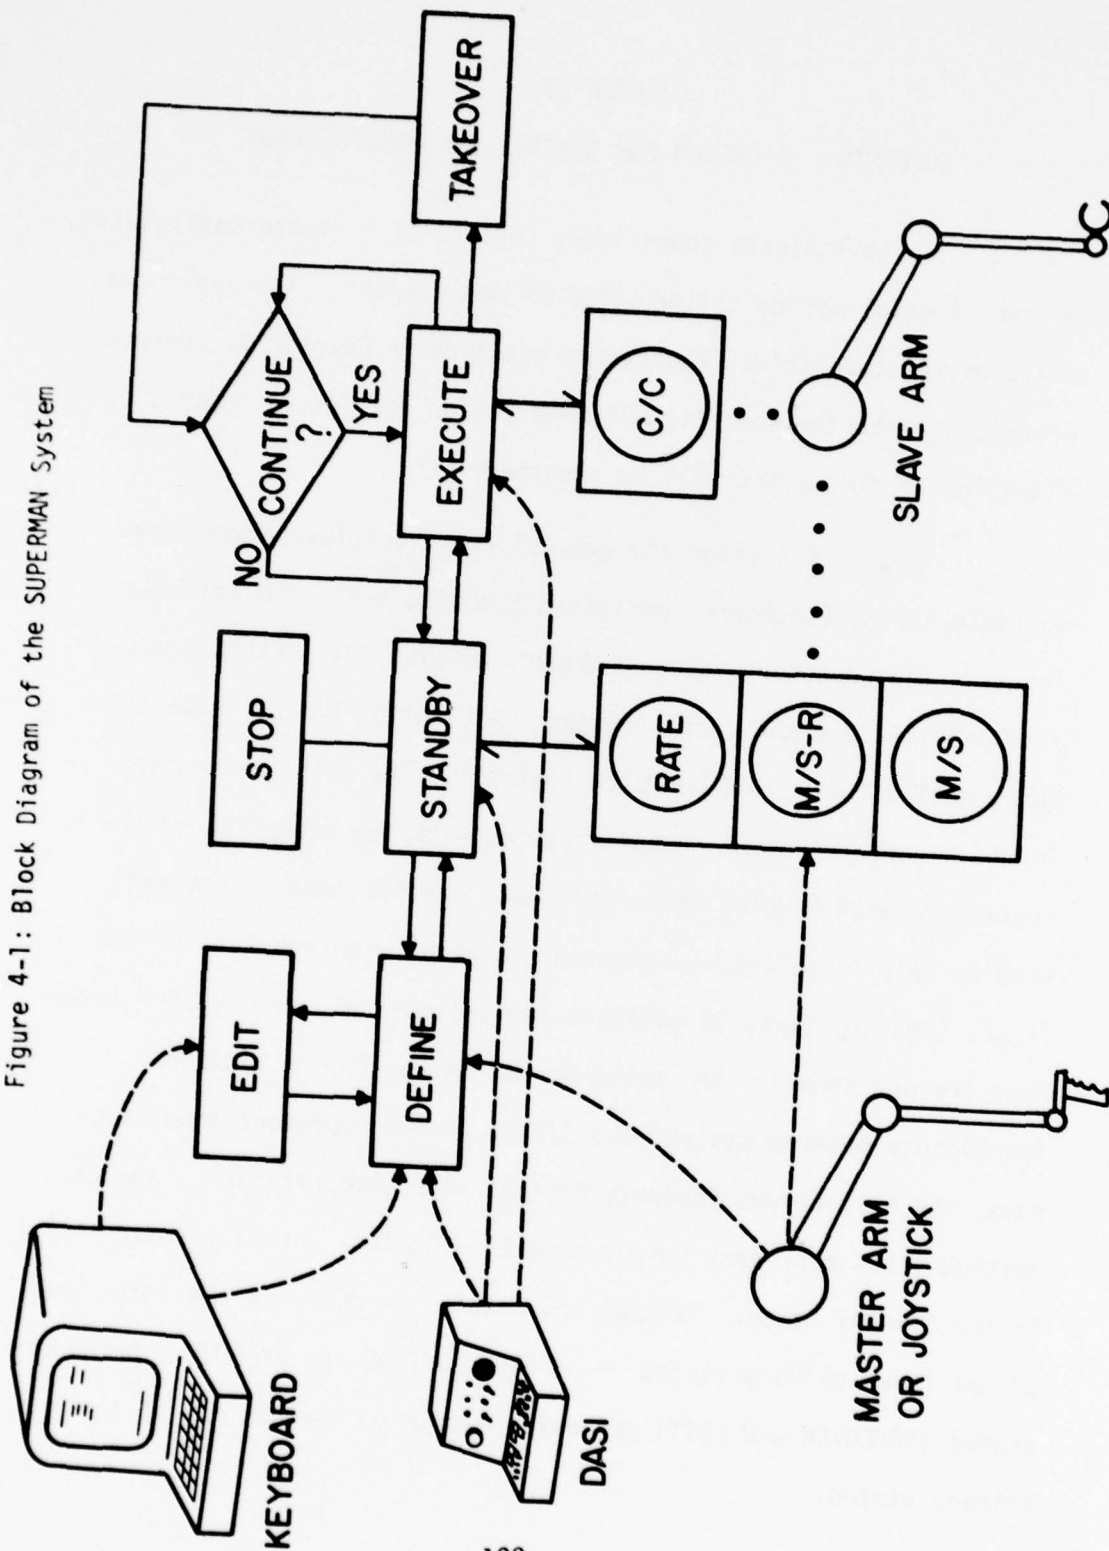 Figure 4-1: Block Diagram of the SUPERMAN System
KEYBOARD
DASI
MASTER ARM
OR JOYSTICK
EDIT
DEFINE
STOP
STANDBY
RATE
M/S-R
M/S
NO
CONTINUE
?
YES
EXECUTE
TAKEOVER
C/C
SLAVE ARM